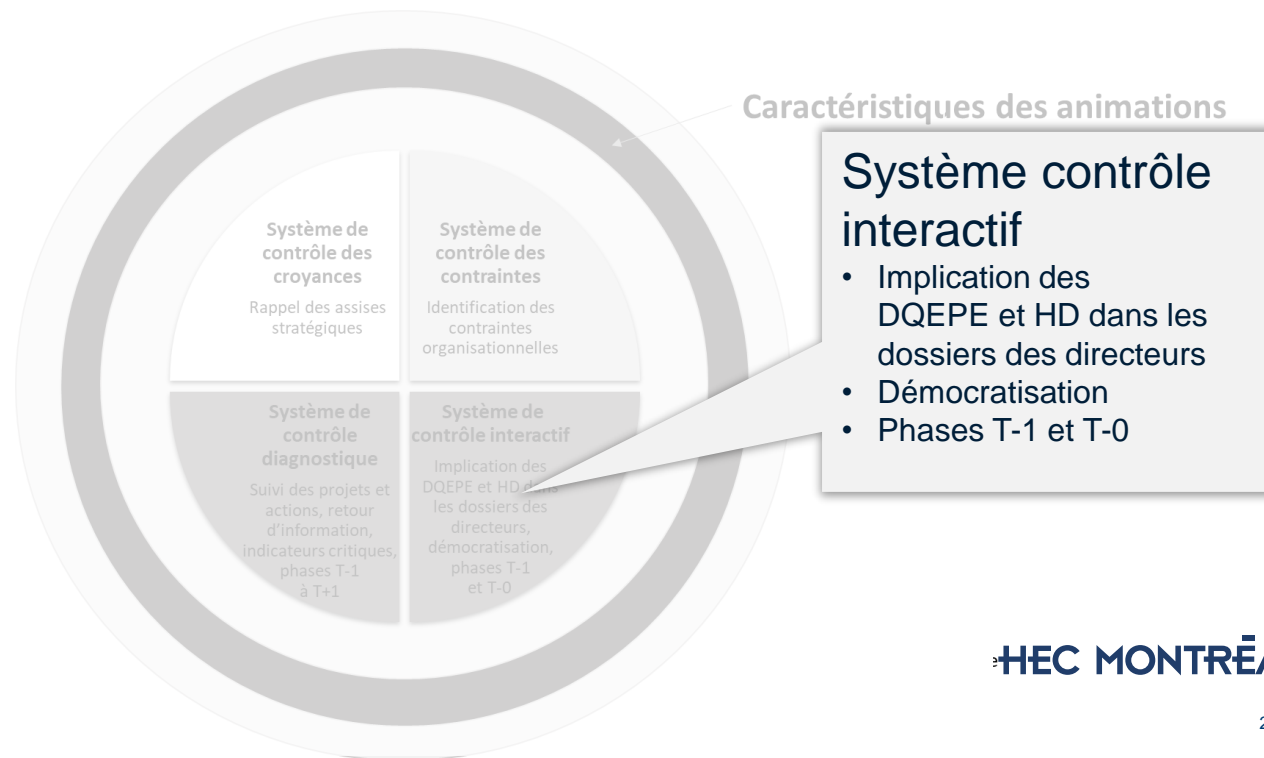 Caractéristiques des animations
Système contrôle
interactif
• Implication des
DQEPE et HD dans les
dossiers des directeurs
• Démocratisation
• Phases T-1 et T-0
Système de
contrôle des
croyances
Rappel des assises
stratégiques
Système de
contrôle des
contraintes
Identification des
contraintes
organisationnelles
Système de
contrôle
diagnostique
Suivi des projets et
actions, retour
d'information,
indicateurs critiques,
phases T-1
à T+1
Système de
contrôle interactif
Implication des
DQEPE et HD dans
les dossiers des
directeurs,
démocratisation,
phases T-1
et T-0
HEC MONTRÉA
2